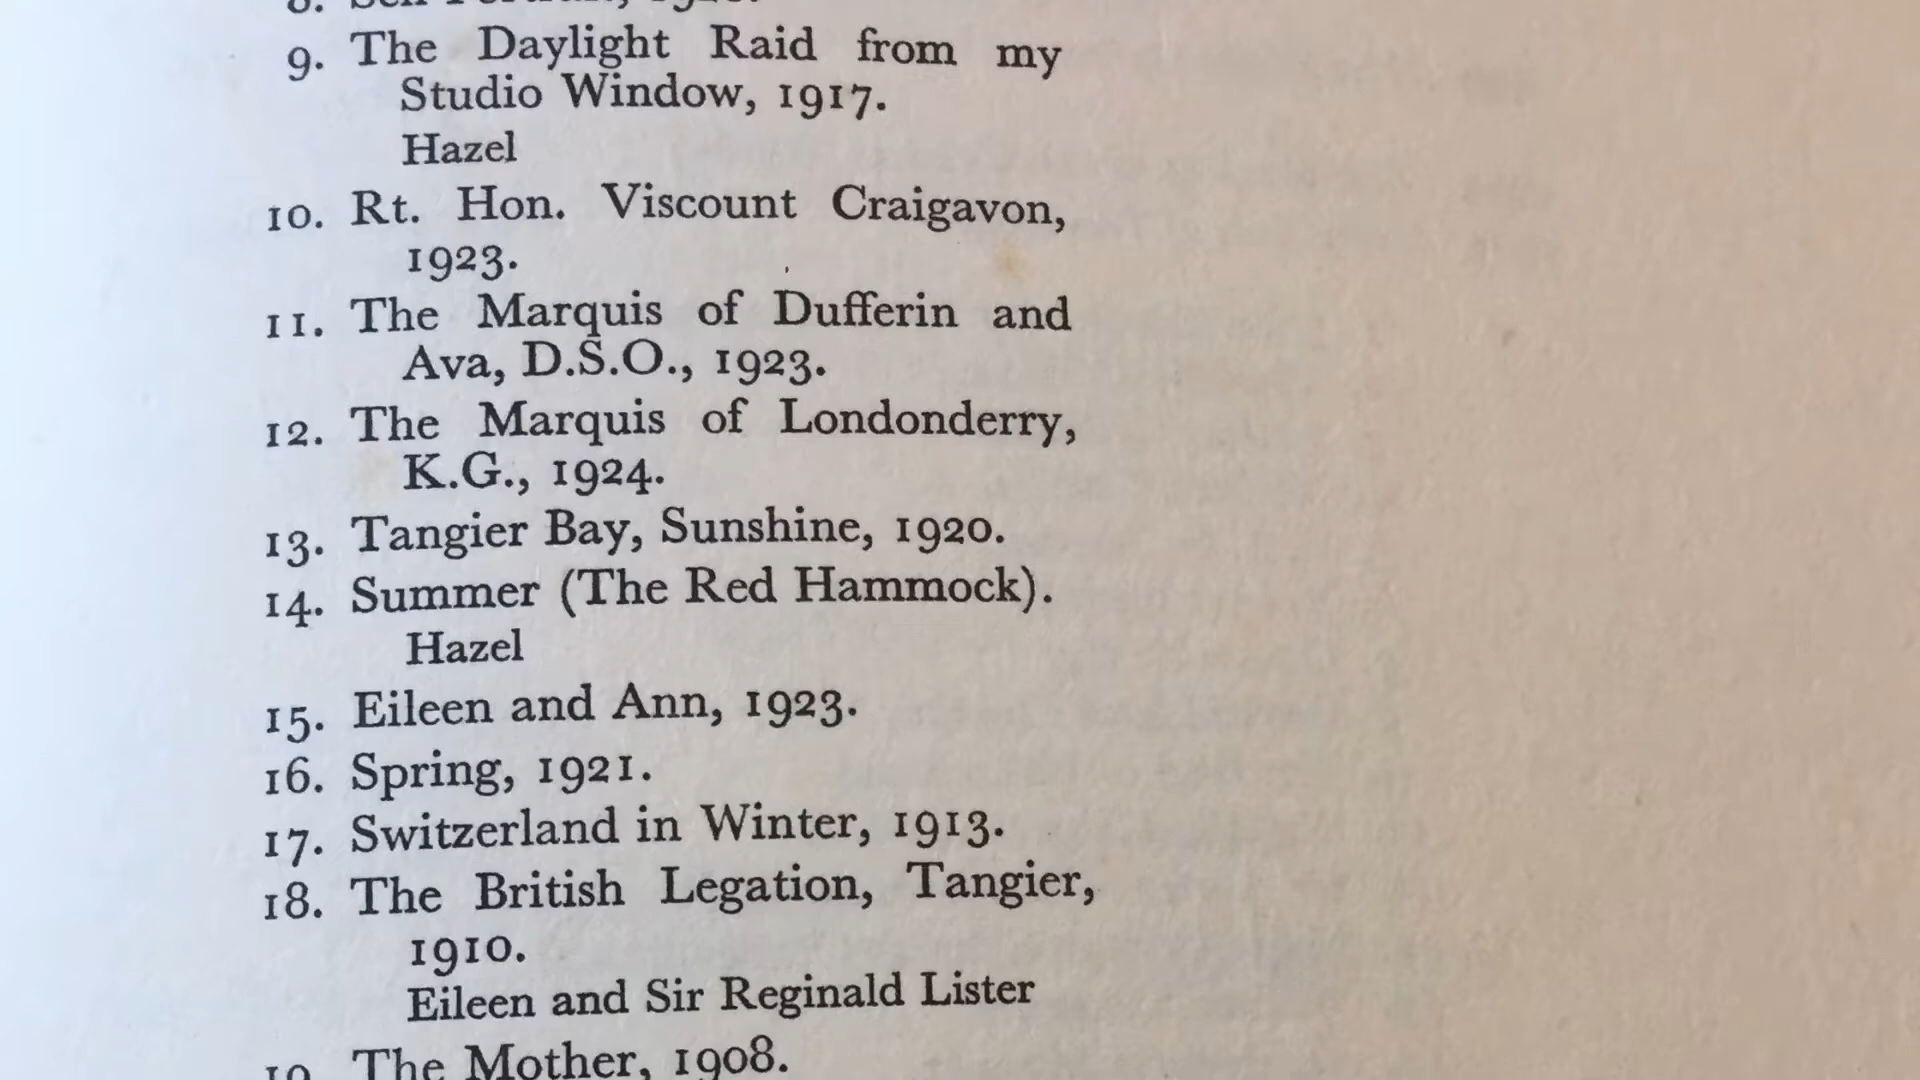 9. The Daylight Raid from my
Studio Window, 1917.
Hazel
10. Rt. Hon. Viscount Craigavon,
1923.
11. The Marquis of Dufferin and
Ava, D.S.O., 1923.
12. The Marquis of Londonderry,
K.G., 1924.
13. Tangier Bay, Sunshine, 1920.
14. Summer (The Red Hammock).
Hazel
15. Eileen and Ann, 1923.
16. Spring, 1921.
17. Switzerland in Winter, 1913.
18. The British Legation, Tangier,
1910.
Eileen and Sir Reginald Lister
19. The Mother, 1908.